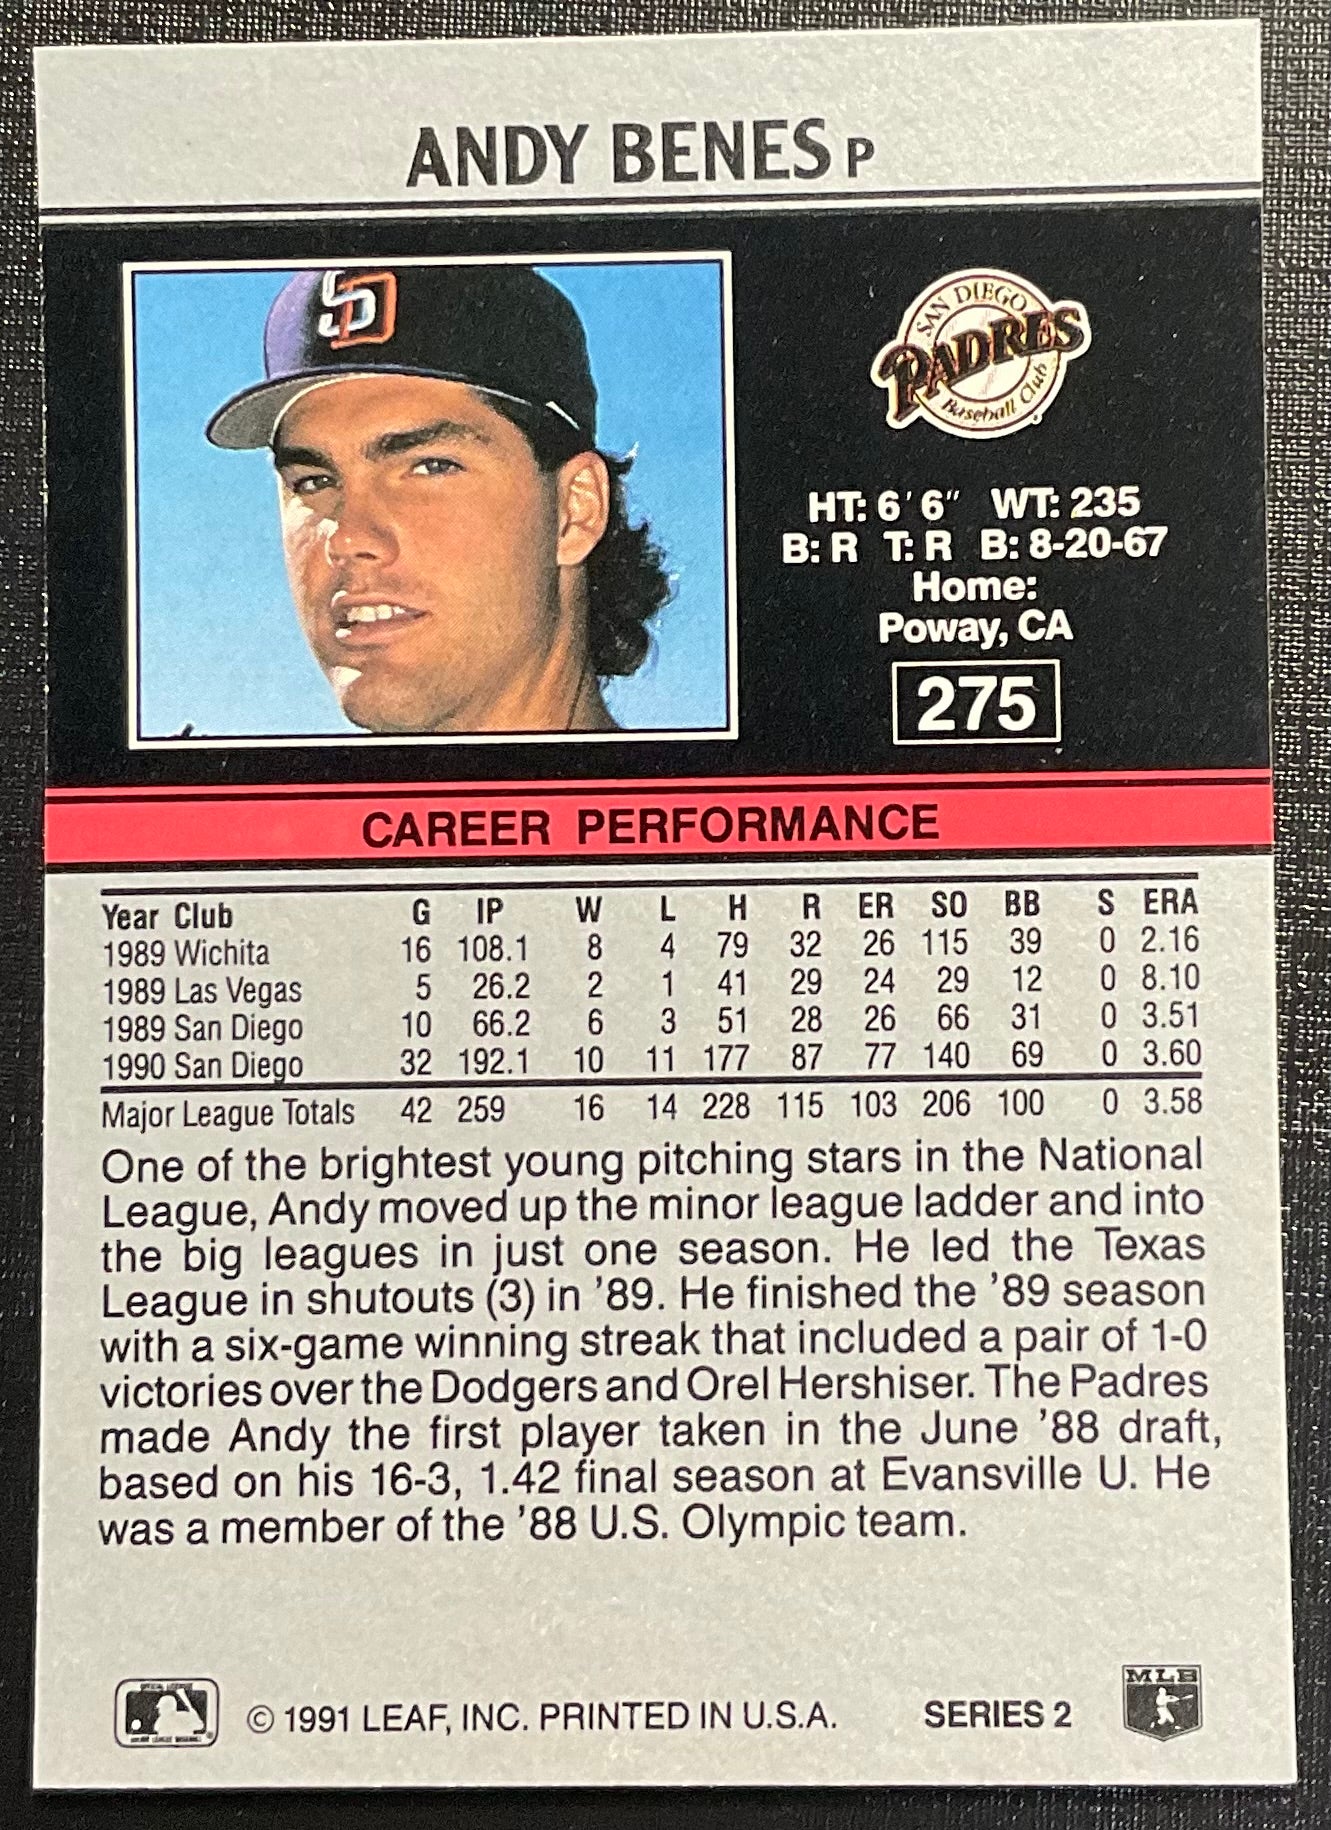 ANDY BENES P
SD
SAN DIEGO
PADRES
Baseball Club
HT: 6'6" WT: 235
B: R T: R B: 8-20-67
Home:
Poway, CA
275
CAREER PERFORMANCE
Year Club G IP W L H R ER SO BB S ERA
1989 Wichita 16 108.1 8 4 79 32 26 115 39 0 2.16
1989 Las Vegas 5 26.2 2 1 41 29 24 29 12 0 8.10
1989 San Diego 10 66.2 6 3 51 28 26 66 31 0 3.51
1990 San Diego 32 192.1 10 11 177 87 77 140 69 0 3.60
Major League Totals 42 259 16 14 228 115 103 206 100 0 3.58
One of the brightest young pitching stars in the National
League, Andy moved up the minor league ladder and into
the big leagues in just one season. He led the Texas
League in shutouts (3) in '89. He finished the '89 season
with a six-game winning streak that included a pair of 1-0
victories over the Dodgers and Orel Hershiser. The Padres
made Andy the first player taken in the June '88 draft,
based on his 16-3, 1.42 final season at Evansville U. He
was a member of the '88 U.S. Olympic team.
© 1991 LEAF, INC. PRINTED IN U.S.A. SERIES 2
MLB